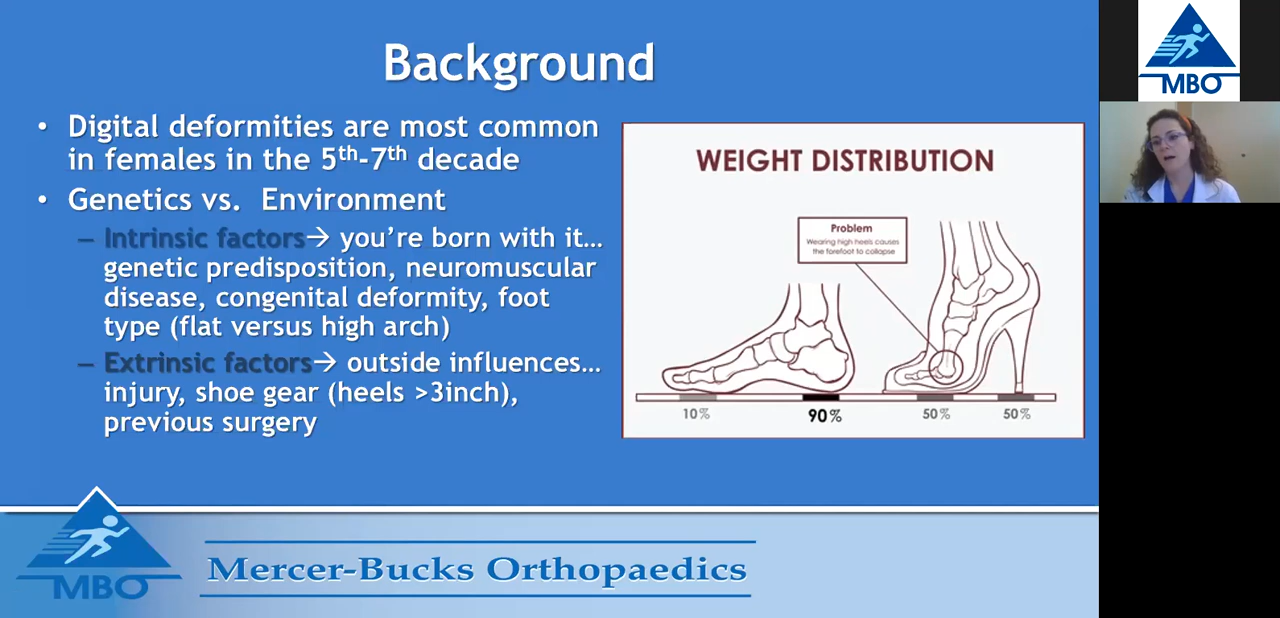 Background
• Digital deformities are most common
in females in the 5th-7th decade
• Genetics vs. Environment
– Intrinsic factors→ you're born with it…
genetic predisposition, neuromuscular
disease, congenital deformity, foot
type (flat versus high arch)
– Extrinsic factors→ outside influences…
injury, shoe gear (heels >3inch),
previous surgery
WEIGHT DISTRIBUTION
Problem
Wearing high heels causes
the forefoot to collapse
10%
90%
50%
50%
MBO
Mercer-Bucks Orthopaedics
MBO